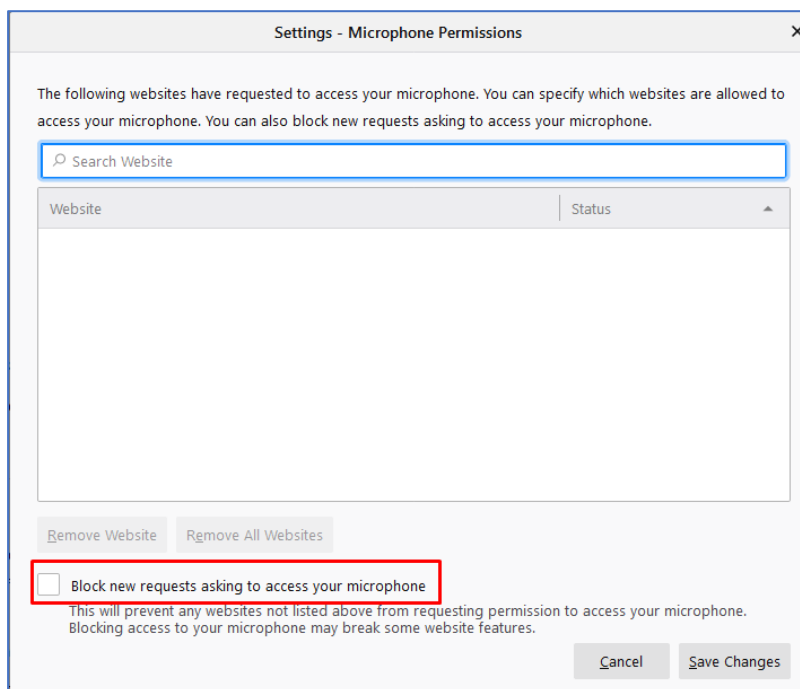 Settings - Microphone Permissions
The following websites have requested to access your microphone. You can specify which websites are allowed to
access your microphone. You can also block new requests asking to access your microphone.
Search Website
Website Status
Remove Website Remove All Websites
Block new requests asking to access your microphone
This will prevent any websites not listed above from requesting permission to access your microphone.
Blocking access to your microphone may break some website features.
Cancel Save Changes